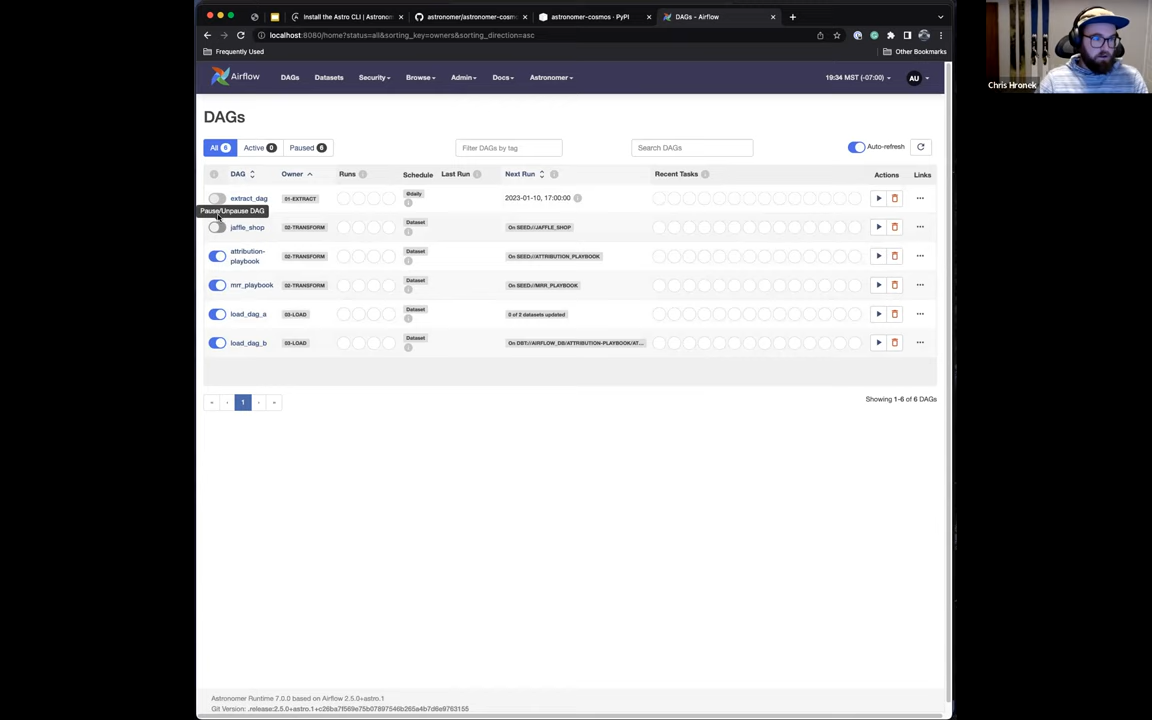 Install the Astro CLI | Astronom
astronomer/astronomer-cosmo
astronomer-cosmos · PyPI
DAGs - Airflow
localhost:8080/home?status=all&sorting_key=owners&sorting_direction=asc
Frequently Used
Other Bookmarks
Chris Hronek
Airflow
DAGs
Datasets
Security
Browse
Admin
Docs
Astronomer
19:34 MST (-07:00)
AU
DAGs
All 6
Active 0
Paused 6
Filter DAGs by tag
Search DAGs
Auto-refresh
DAG
Owner
Runs
Schedule
Last Run
Next Run
Recent Tasks
Actions
Links
extract_dag
01-EXTRACT
@daily
2023-01-10, 17:00:00
Pause/Unpause DAG
jaffle_shop
02-TRANSFORM
Dataset
On SEED://JAFFLE_SHOP
attribution-
playbook
02-TRANSFORM
Dataset
On SEED://ATTRIBUTION_PLAYBOOK
mrr_playbook
02-TRANSFORM
Dataset
On SEED://MRR_PLAYBOOK
load_dag_a
03-LOAD
Dataset
0 of 2 datasets updated
load_dag_b
03-LOAD
Dataset
On DBT://AIRFLOW_DB/ATTRIBUTION-PLAYBOOK/AT...
« ‹ 1 › »
Showing 1-6 of 6 DAGs
Astronomer Runtime 7.0.0 based on Airflow 2.5.0+astro.1
Git Version: .release:2.5.0+astro.1+c26ba7f569e75b07897546b265a4b7d6e9763155